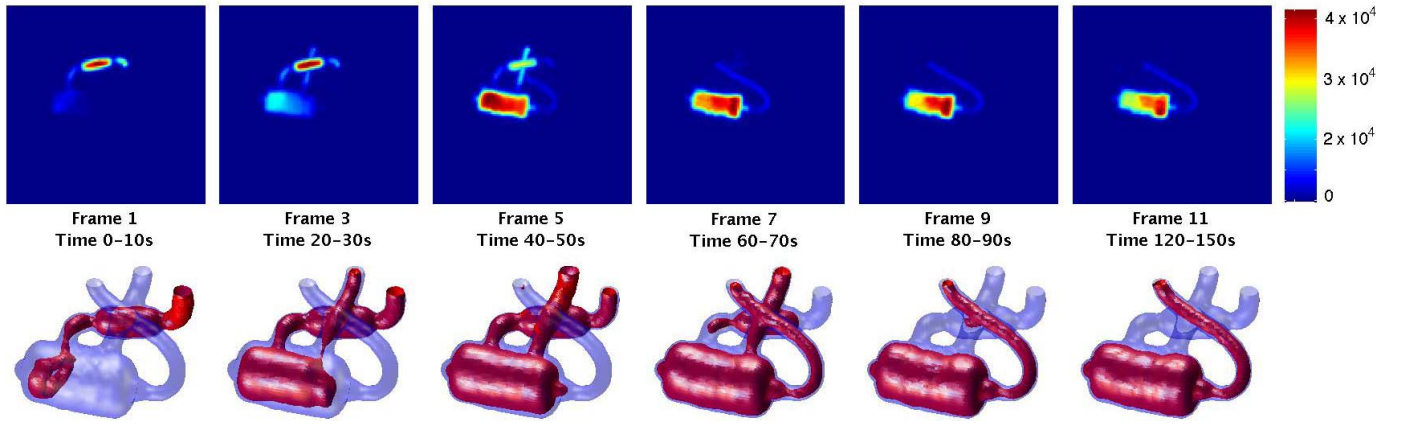 4 x 10^4
3 x 10^4
2 x 10^4
0
Frame 1
Time 0-10s
Frame 3
Time 20-30s
Frame 5
Time 40-50s
Frame 7
Time 60-70s
Frame 9
Time 80-90s
Frame 11
Time 120-150s